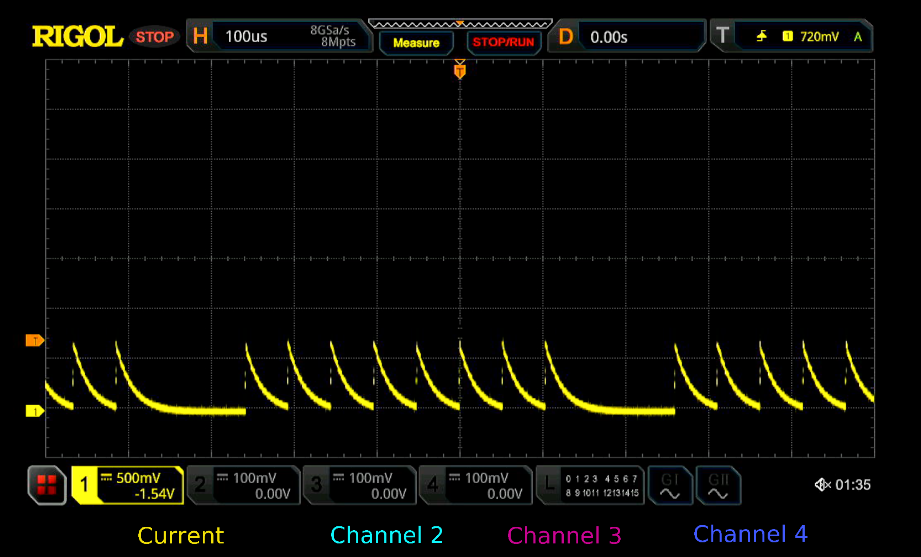 RIGOL STOP H 100us 8GSa/s 8Mpts Measure STOP/RUN D 0.00s T 1 720mV A
T
T
1
1 500mV -1.54V 2 100mV 0.00V 3 100mV 0.00V 4 100mV 0.00V L 0 1 2 3 4 5 6 7 8 9 10 11 12 13 14 15 GI GII 01:35
Current Channel 2 Channel 3 Channel 4